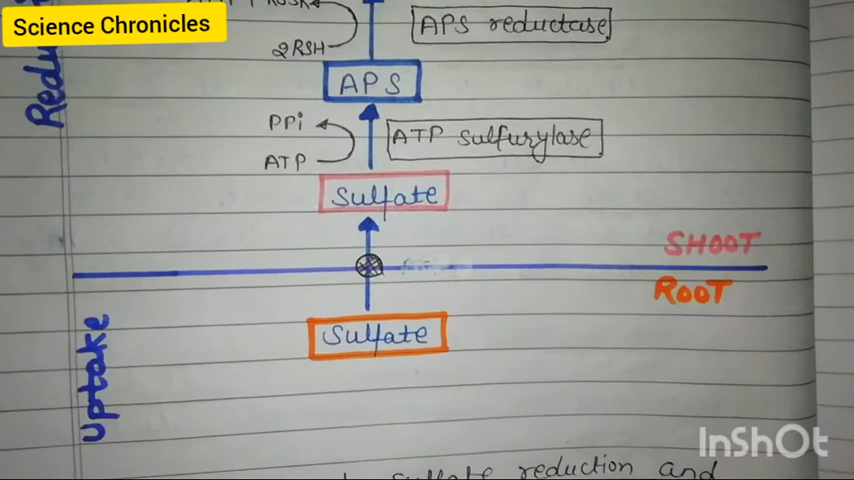 Science Chronicles
RSSR
2RSH
APS reductase
APS
PPi
ATP
ATP sulfurylase
Sulfate
SHOOT
ROOT
Sulfate
Uptake
sulfate reduction and
InShOt